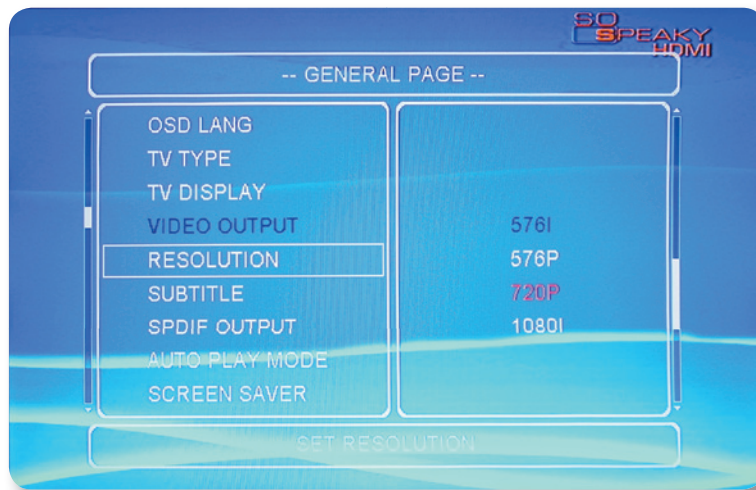 SO
SPEAKY
HDMI
-- GENERAL PAGE --
OSD LANG
TV TYPE
TV DISPLAY
VIDEO OUTPUT 576I
RESOLUTION 576P
SUBTITLE 720P
SPDIF OUTPUT 1080I
AUTO PLAY MODE
SCREEN SAVER
SET RESOLUTION